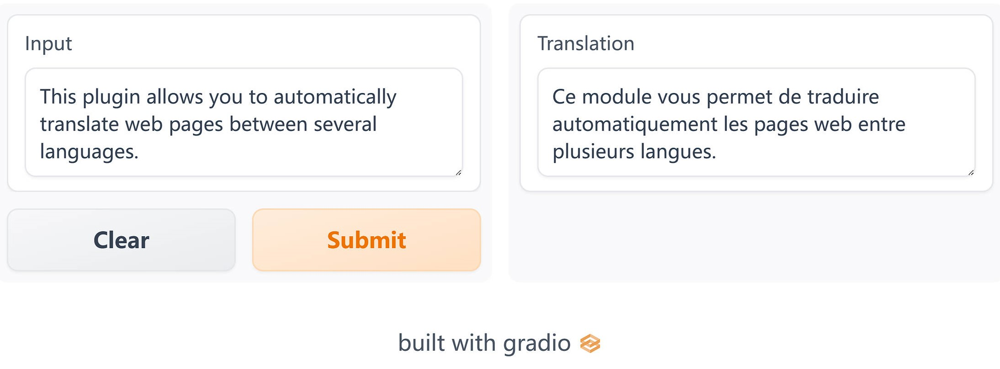 Input
This plugin allows you to automatically
translate web pages between several
languages.
Clear
Submit
Translation
Ce module vous permet de traduire
automatiquement les pages web entre
plusieurs langues.
built with gradio